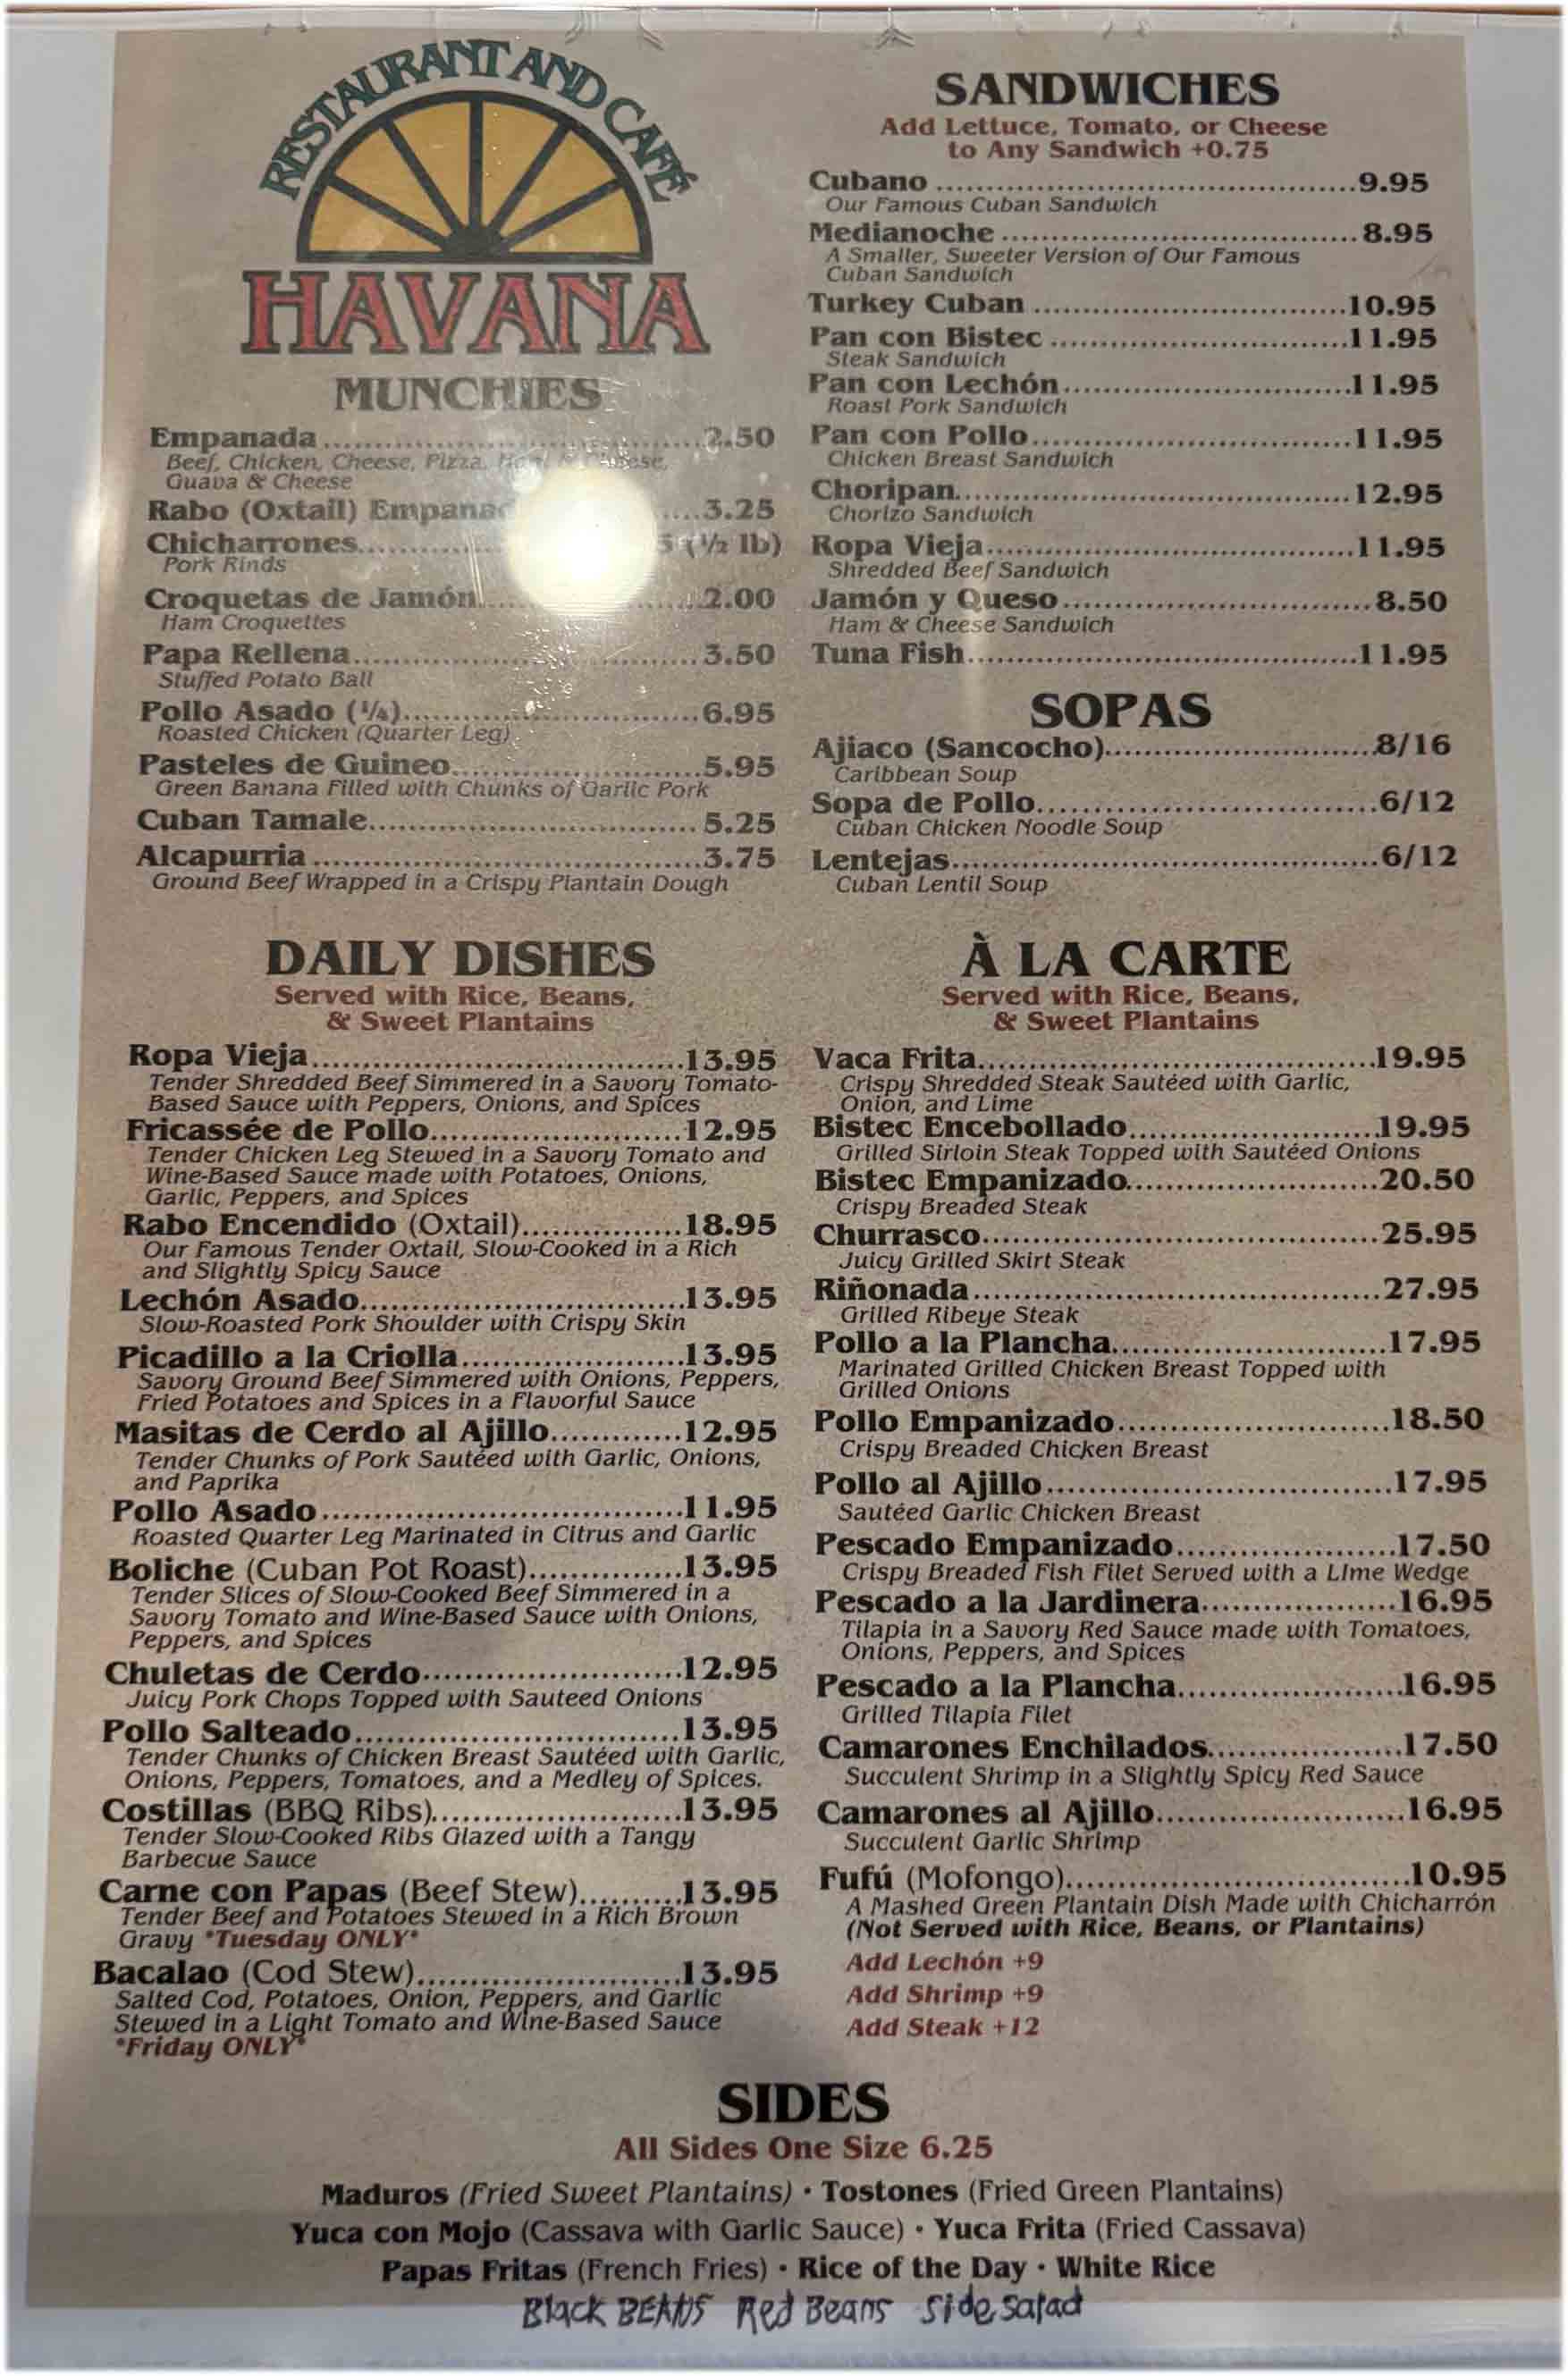 RESTAURANT AND CAFÉ
HAVANA
MUNCHIES
Empanada 2.50
Beef, Chicken, Cheese, Pizza, Ham & Cheese,
Guava & Cheese
Rabo (Oxtail) 3.25
Chicharrones (½ lb)
Pork Rinds
Croquetas de Jamón 2.00
Ham Croquettes
Papa Rellena 3.50
Stuffed Potato Ball
Pollo Asado (¼) 6.95
Roasted Chicken (Quarter Leg)
Pasteles de Guineo 5.95
Green Banana Filled with Chunks of Garlic Pork
Cuban Tamale 5.25
Alcapurria 3.75
Ground Beef Wrapped in a Crispy Plantain Dough
SANDWICHES
Add Lettuce, Tomato, or Cheese
to Any Sandwich +0.75
Cubano 9.95
Our Famous Cuban Sandwich
Medianoche 8.95
A Smaller, Sweeter Version of Our Famous
Cuban Sandwich
Turkey Cuban 10.95
Pan con Bistec 11.95
Steak Sandwich
Pan con Lechón 11.95
Roast Pork Sandwich
Pan con Pollo 11.95
Chicken Breast Sandwich
Choripan 12.95
Chorizo Sandwich
Ropa Vieja 11.95
Shredded Beef Sandwich
Jamón y Queso 8.50
Ham & Cheese Sandwich
Tuna Fish 11.95
SOPAS
Ajiaco (Sancocho) 8/16
Caribbean Soup
Sopa de Pollo 6/12
Cuban Chicken Noodle Soup
Lentejas 6/12
Cuban Lentil Soup
DAILY DISHES
Served with Rice, Beans,
& Sweet Plantains
Ropa Vieja 13.95
Tender Shredded Beef Simmered in a Savory Tomato-
Based Sauce with Peppers, Onions, and Spices
Fricassée de Pollo 12.95
Tender Chicken Leg Stewed in a Savory Tomato and
Wine-Based Sauce made with Potatoes, Onions,
Garlic, Peppers, and Spices
Rabo Encendido (Oxtail) 18.95
Our Famous Tender Oxtail, Slow-Cooked in a Rich
and Slightly Spicy Sauce
Lechón Asado 13.95
Slow-Roasted Pork Shoulder with Crispy Skin
Picadillo a la Criolla 13.95
Savory Ground Beef Simmered with Onions, Peppers,
Fried Potatoes and Spices in a Flavorful Sauce
Masitas de Cerdo al Ajillo 12.95
Tender Chunks of Pork Sautéed with Garlic, Onions,
and Paprika
Pollo Asado 11.95
Roasted Quarter Leg Marinated in Citrus and Garlic
Boliche (Cuban Pot Roast) 13.95
Tender Slices of Slow-Cooked Beef Simmered in a
Savory Tomato and Wine-Based Sauce with Onions,
Peppers, and Spices
Chuletas de Cerdo 12.95
Juicy Pork Chops Topped with Sauteed Onions
Pollo Salteado 13.95
Tender Chunks of Chicken Breast Sautéed with Garlic,
Onions, Peppers, Tomatoes, and a Medley of Spices.
Costillas (BBQ Ribs) 13.95
Tender Slow-Cooked Ribs Glazed with a Tangy
Barbecue Sauce
Carne con Papas (Beef Stew) 13.95
Tender Beef and Potatoes Stewed in a Rich Brown
Gravy *Tuesday ONLY*
Bacalao (Cod Stew) 13.95
Salted Cod, Potatoes, Onion, Peppers, and Garlic
Stewed in a Light Tomato and Wine-Based Sauce
*Friday ONLY*
À LA CARTE
Served with Rice, Beans,
& Sweet Plantains
Vaca Frita 19.95
Crispy Shredded Steak Sautéed with Garlic,
Onion, and Lime
Bistec Encebollado 19.95
Grilled Sirloin Steak Topped with Sautéed Onions
Bistec Empanizado 20.50
Crispy Breaded Steak
Churrasco 25.95
Juicy Grilled Skirt Steak
Riñonada 27.95
Grilled Ribeye Steak
Pollo a la Plancha 17.95
Marinated Grilled Chicken Breast Topped with
Grilled Onions
Pollo Empanizado 18.50
Crispy Breaded Chicken Breast
Pollo al Ajillo 17.95
Sautéed Garlic Chicken Breast
Pescado Empanizado 17.50
Crispy Breaded Fish Filet Served with a LIme Wedge
Pescado a la Jardinera 16.95
Tilapia in a Savory Red Sauce made with Tomatoes,
Onions, Peppers, and Spices
Pescado a la Plancha 16.95
Grilled Tilapia Filet
Camarones Enchilados 17.50
Succulent Shrimp in a Slightly Spicy Red Sauce
Camarones al Ajillo 16.95
Succulent Garlic Shrimp
Fufú (Mofongo) 10.95
A Mashed Green Plantain Dish Made with Chicharrón
(Not Served with Rice, Beans, or Plantains)
Add Lechón +9
Add Shrimp +9
Add Steak +12
SIDES
All Sides One Size 6.25
Maduros (Fried Sweet Plantains) • Tostones (Fried Green Plantains)
Yuca con Mojo (Cassava with Garlic Sauce) • Yuca Frita (Fried Cassava)
Papas Fritas (French Fries) • Rice of the Day • White Rice
Black BEANS Red Beans Side Salad